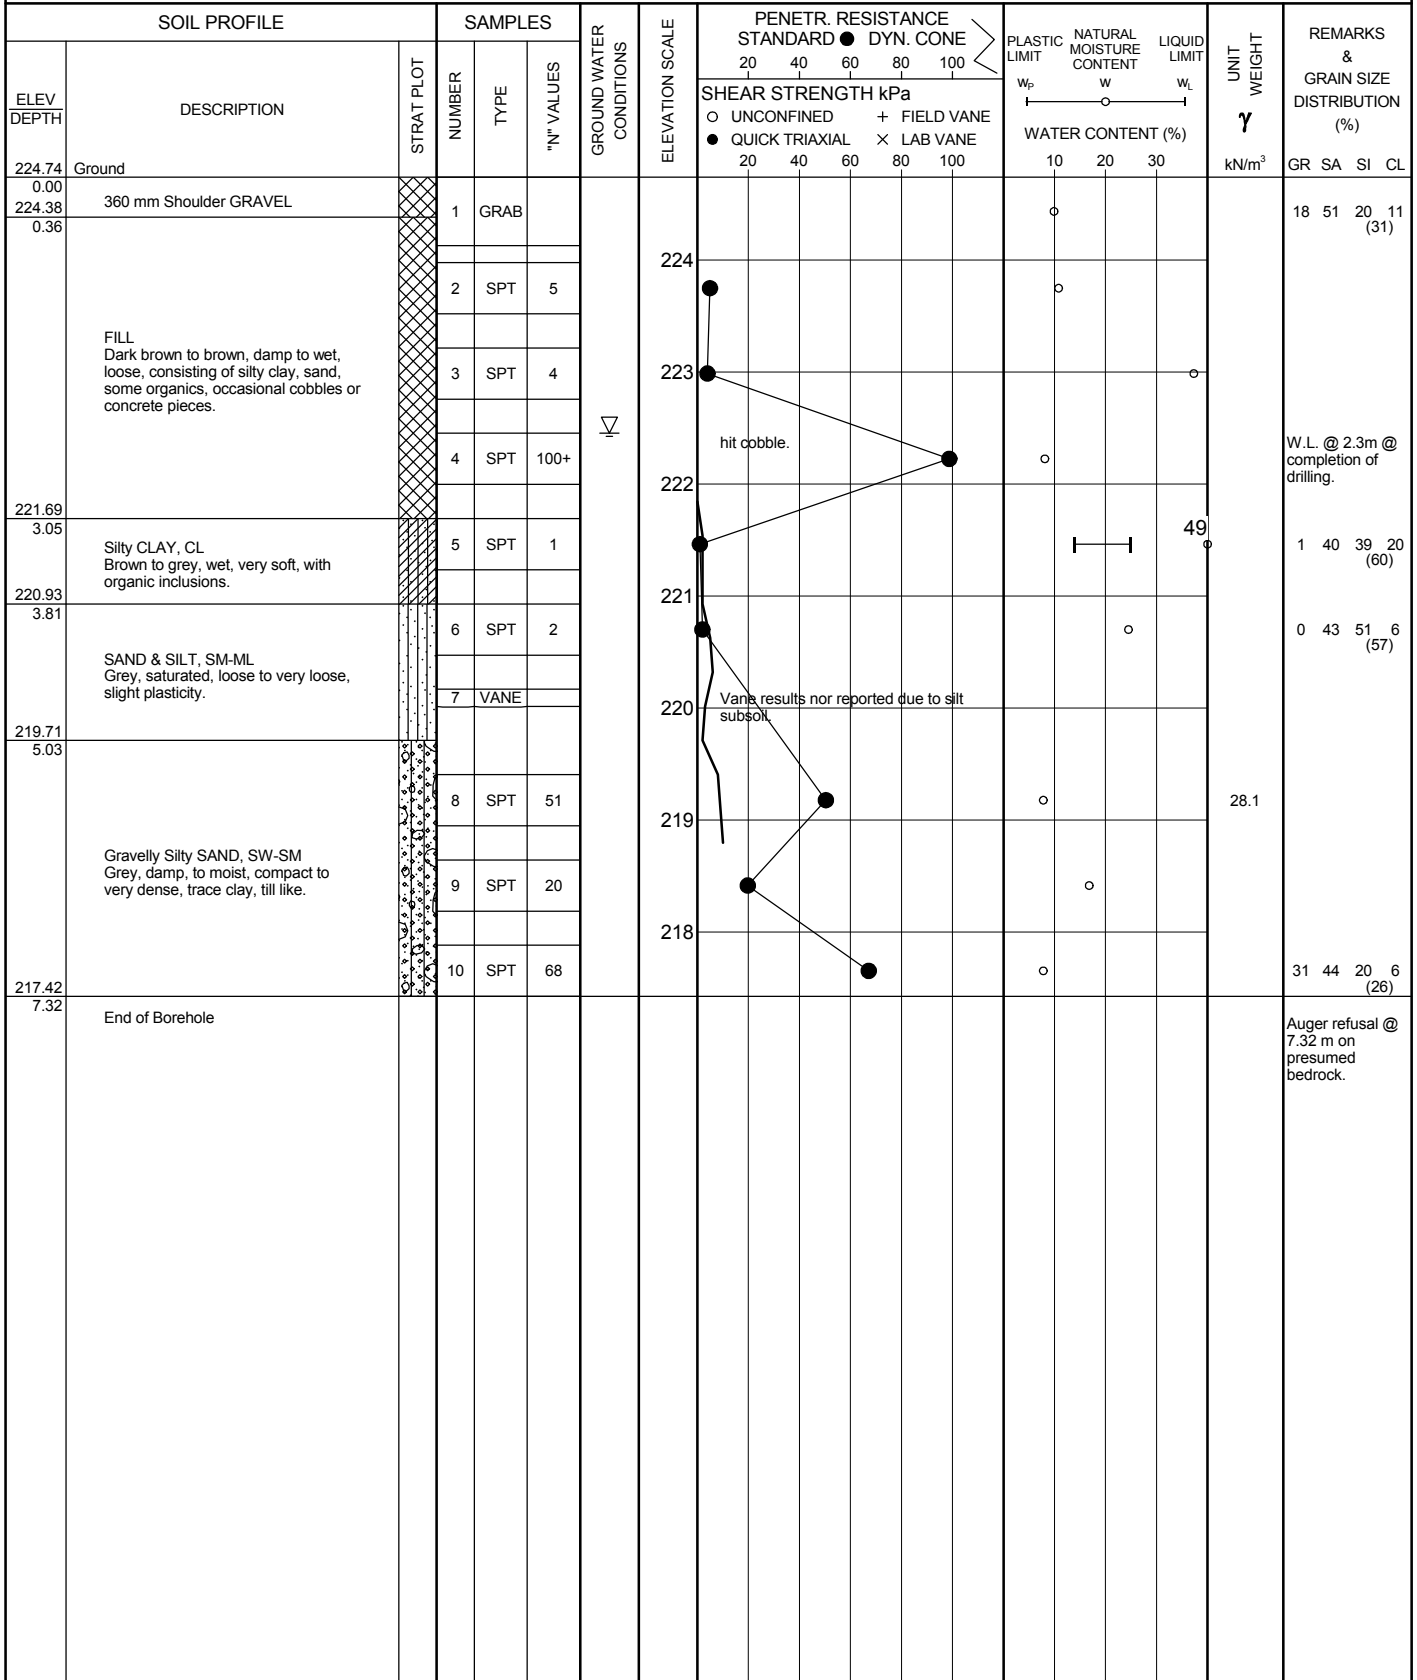 SOIL PROFILE
SAMPLES
GROUND WATER
CONDITIONS
ELEVATION SCALE
PENETR. RESISTANCE
STANDARD ● DYN. CONE
20 40 60 80 100
SHEAR STRENGTH kPa
○ UNCONFINED + FIELD VANE
● QUICK TRIAXIAL × LAB VANE
20 40 60 80 100
PLASTIC
LIMIT
NATURAL
MOISTURE
CONTENT
LIQUID
LIMIT
WP W WL
WATER CONTENT (%)
10 20 30
UNIT
WEIGHT
γ
kN/m³
REMARKS
&
GRAIN SIZE
DISTRIBUTION
(%)
GR SA SI CL
ELEV
DEPTH
DESCRIPTION
STRAT PLOT
NUMBER
TYPE
"N" VALUES
224.74 Ground
0.00
224.38 360 mm Shoulder GRAVEL
0.36
1 GRAB
18 51 20 11
(31)
224
2 SPT 5
FILL
Dark brown to brown, damp to wet,
loose, consisting of silty clay, sand,
some organics, occasional cobbles or
concrete pieces.
3 SPT 4
223
hit cobble.
4 SPT 100+
W.L. @ 2.3m @
completion of
drilling.
222
221.69
3.05
Silty CLAY, CL
Brown to grey, wet, very soft, with
organic inclusions.
5 SPT 1
49
1 40 39 20
(60)
220.93
221
3.81
6 SPT 2
0 43 51 6
(57)
SAND & SILT, SM-ML
Grey, saturated, loose to very loose,
slight plasticity.
7 VANE
Vane results nor reported due to silt
subsoil.
220
219.71
5.03
8 SPT 51
28.1
219
Gravelly Silty SAND, SW-SM
Grey, damp, to moist, compact to
very dense, trace clay, till like.
9 SPT 20
218
10 SPT 68
31 44 20 6
(26)
217.42
7.32
End of Borehole
Auger refusal @
7.32 m on
presumed
bedrock.